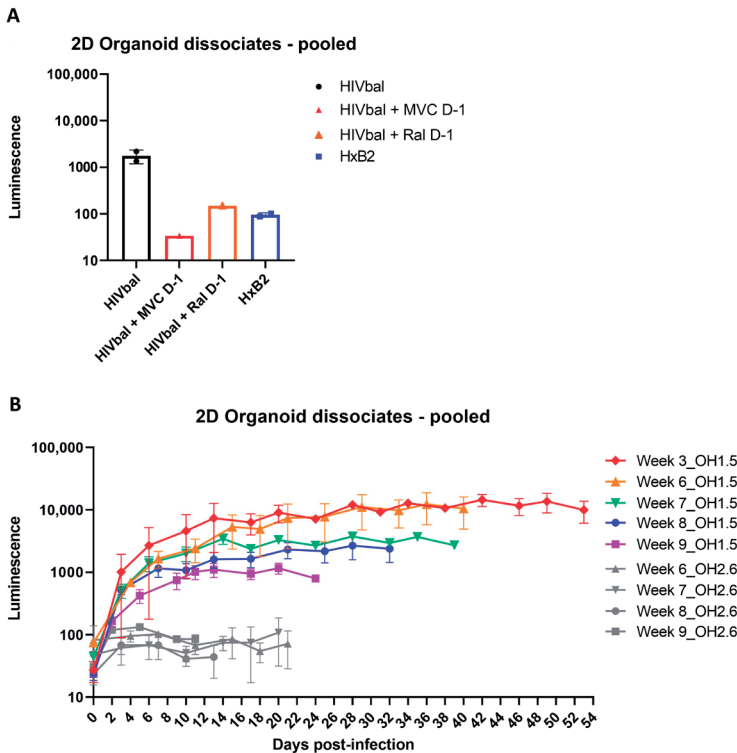 A
2D Organoid dissociates - pooled
Luminescence
100,000
10,000
1000
100
10
HIVbal
HIVbal + MVC D-1
HIVbal + Ral D-1
HxB2
HIVbal
HIVbal + MVC D-1
HIVbal + Ral D-1
HxB2
B
2D Organoid dissociates - pooled
Luminescence
100,000
10,000
1000
100
10
0 2 4 6 8 10 12 14 16 18 20 22 24 26 28 30 32 34 36 38 40 42 44 46 48 50 52 54
Days post-infection
Week 3_OH1.5
Week 6_OH1.5
Week 7_OH1.5
Week 8_OH1.5
Week 9_OH1.5
Week 6_OH2.6
Week 7_OH2.6
Week 8_OH2.6
Week 9_OH2.6